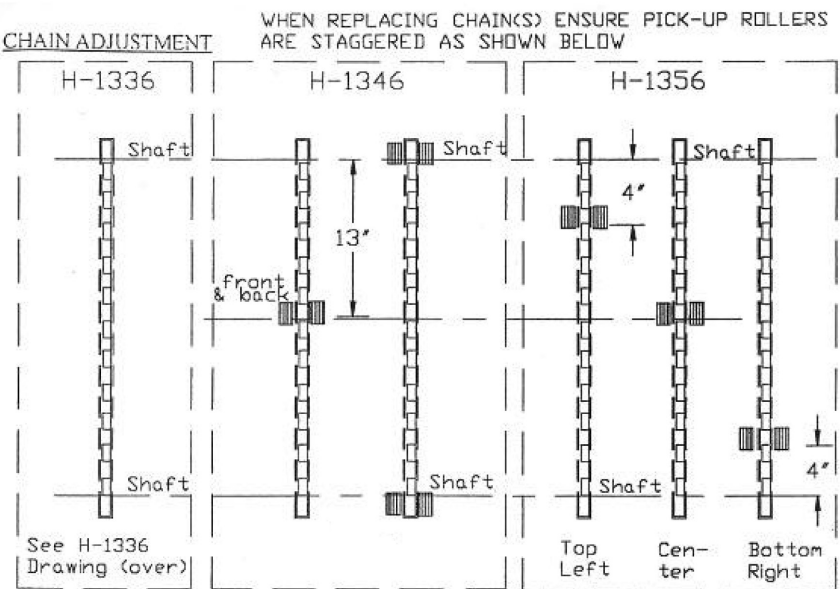 CHAIN ADJUSTMENT
WHEN REPLACING CHAIN(S) ENSURE PICK-UP ROLLERS
ARE STAGGERED AS SHOWN BELOW
H-1336
H-1346
H-1356
Shaft
Shaft
Shaft
4"
13"
front
& back
4"
Shaft
Shaft
Shaft
See H-1336
Drawing (over)
Top
Left
Cen-
ter
Bottom
Right